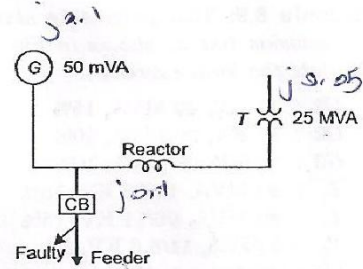 j0.1
G 50 mVA
j0.05
T 25 MVA
Reactor
j0.1
CB
Faulty Feeder